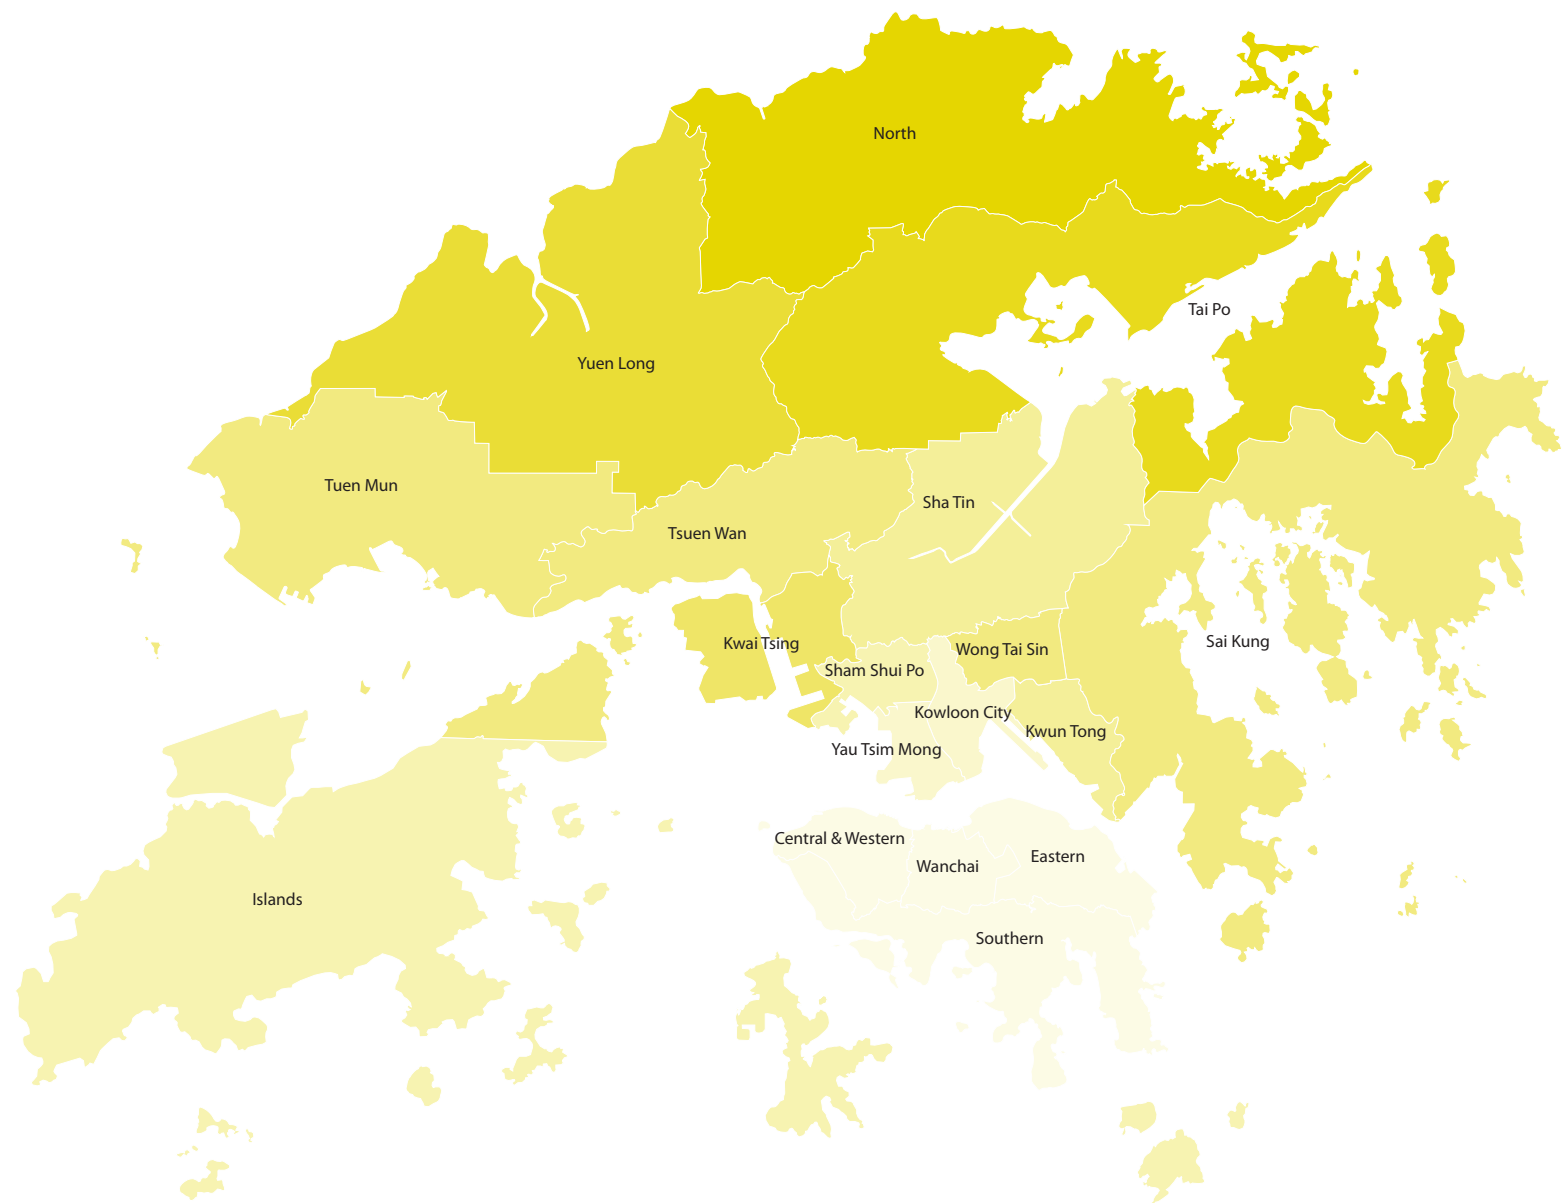 North
Tai Po
Yuen Long
Tuen Mun
Sha Tin
Tsuen Wan
Kwai Tsing
Wong Tai Sin
Sai Kung
Sham Shui Po
Kowloon City
Kwun Tong
Yau Tsim Mong
Central & Western
Eastern
Wanchai
Islands
Southern